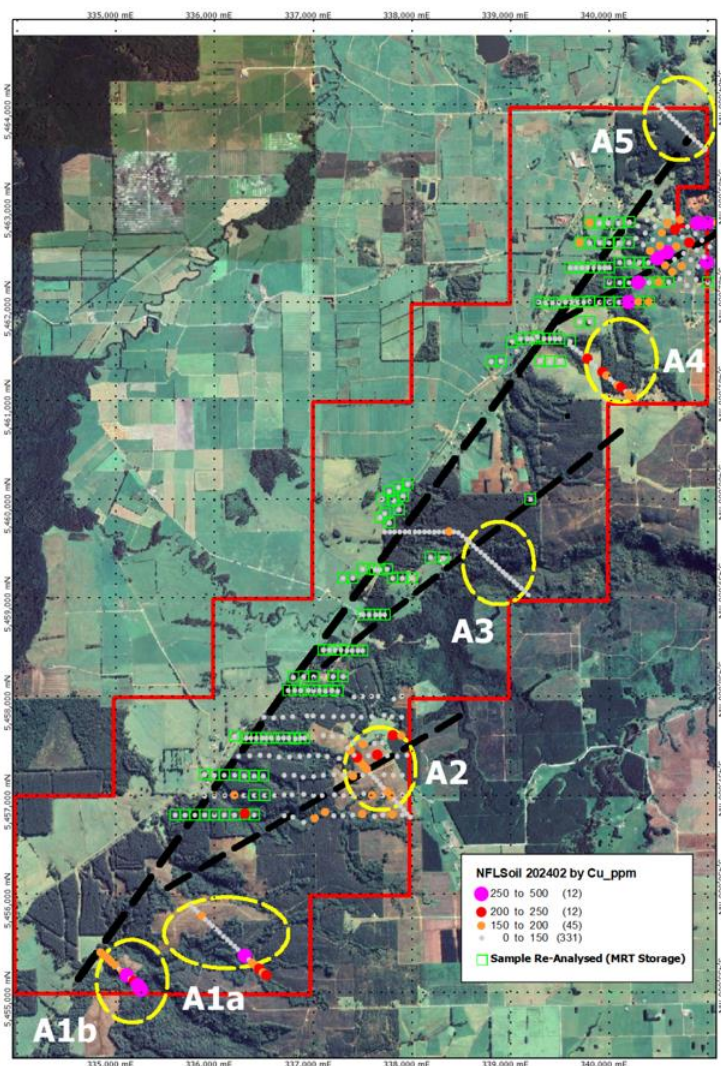 335,000 mE 336,000 mE 337,000 mE 338,000 mE 339,000 mE 340,000 mE
5,464,000 mN
A5
5,463,000 mN
5,462,000 mN
A4
5,461,000 mN
5,460,000 mN
A3
5,459,000 mN
5,458,000 mN
A2
5,457,000 mN
NFLSoil 202402 by Cu_ppm
250 to 500 (12)
200 to 250 (12)
150 to 200 (45)
0 to 150 (331)
Sample Re-Analysed (MRT Storage)
5,456,000 mN
A1a
5,455,000 mN
A1b
335,000 mE 336,000 mE 337,000 mE 338,000 mE 339,000 mE 340,000 mE